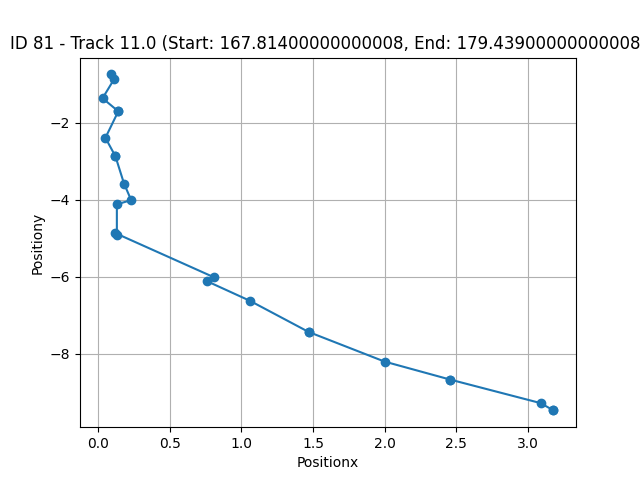 ID 81 - Track 11.0 (Start: 167.81400000000008, End: 179.43900000000008
−2
−4
−6
−8
Positiony
0.0 0.5 1.0 1.5 2.0 2.5 3.0
Positionx